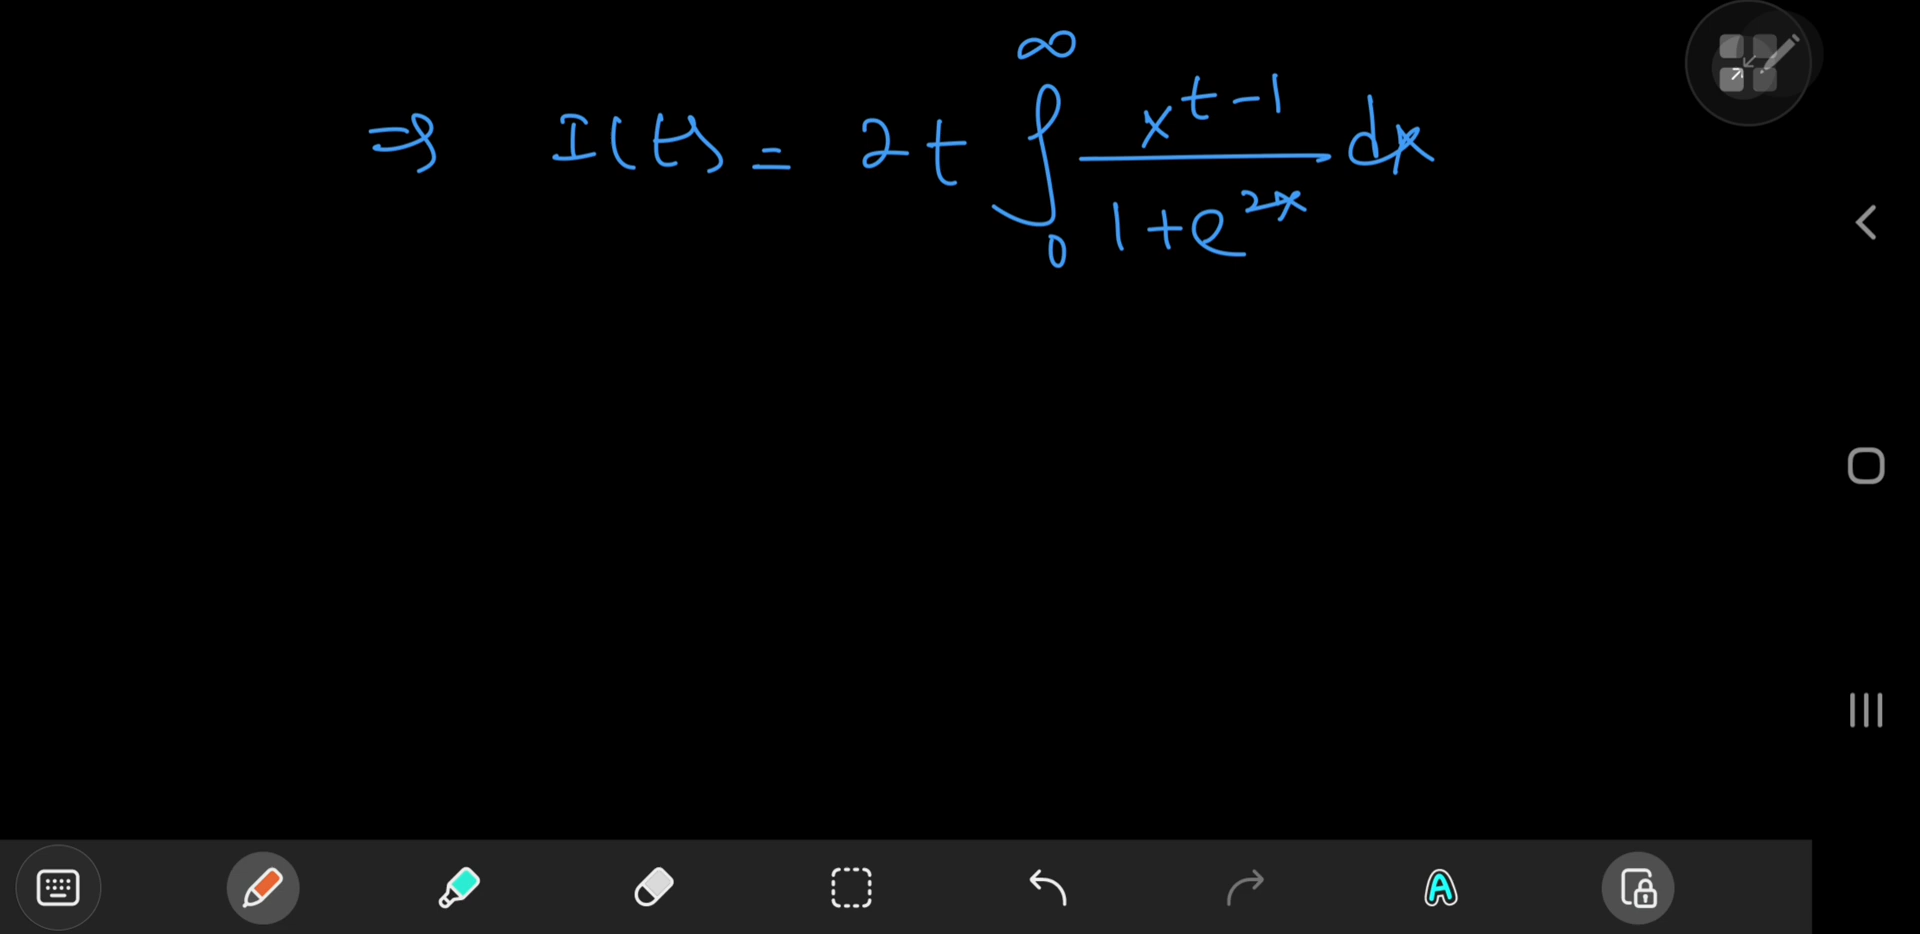 ⇒ I(t) = 2t ∫₀^∞ x^(t-1) / (1+e^(2x)) dx
A